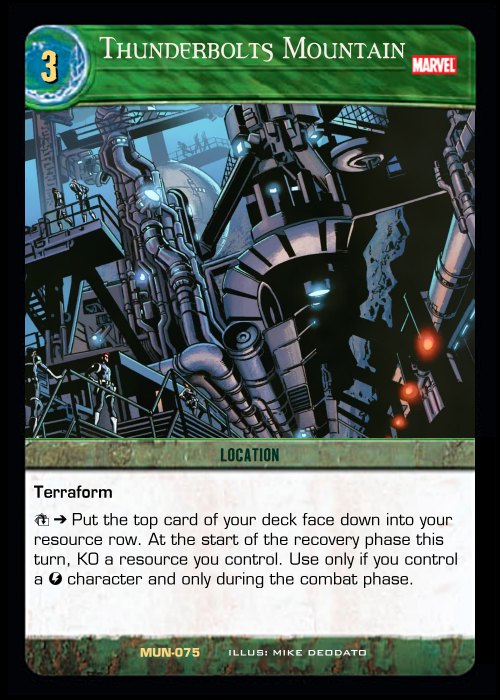 3
Thunderbolts Mountain
MARVEL
LOCATION
Terraform
➔ Put the top card of your deck face down into your
resource row. At the start of the recovery phase this
turn, KO a resource you control. Use only if you control
a character and only during the combat phase.
MUN-075 ILLUS: MIKE DEODATO